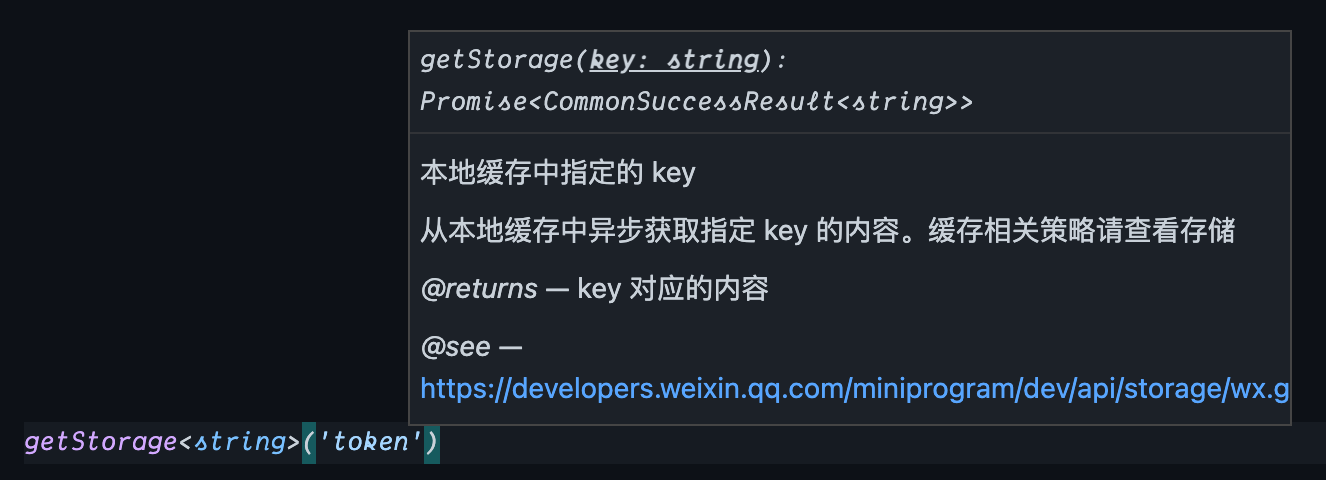 getStorage(key: string):
Promise<CommonSuccessResult<string>>
本地缓存中指定的 key
从本地缓存中异步获取指定 key 的内容。缓存相关策略请查看存储
@returns — key 对应的内容
@see —
https://developers.weixin.qq.com/miniprogram/dev/api/storage/wx.g
getStorage<string>('token')